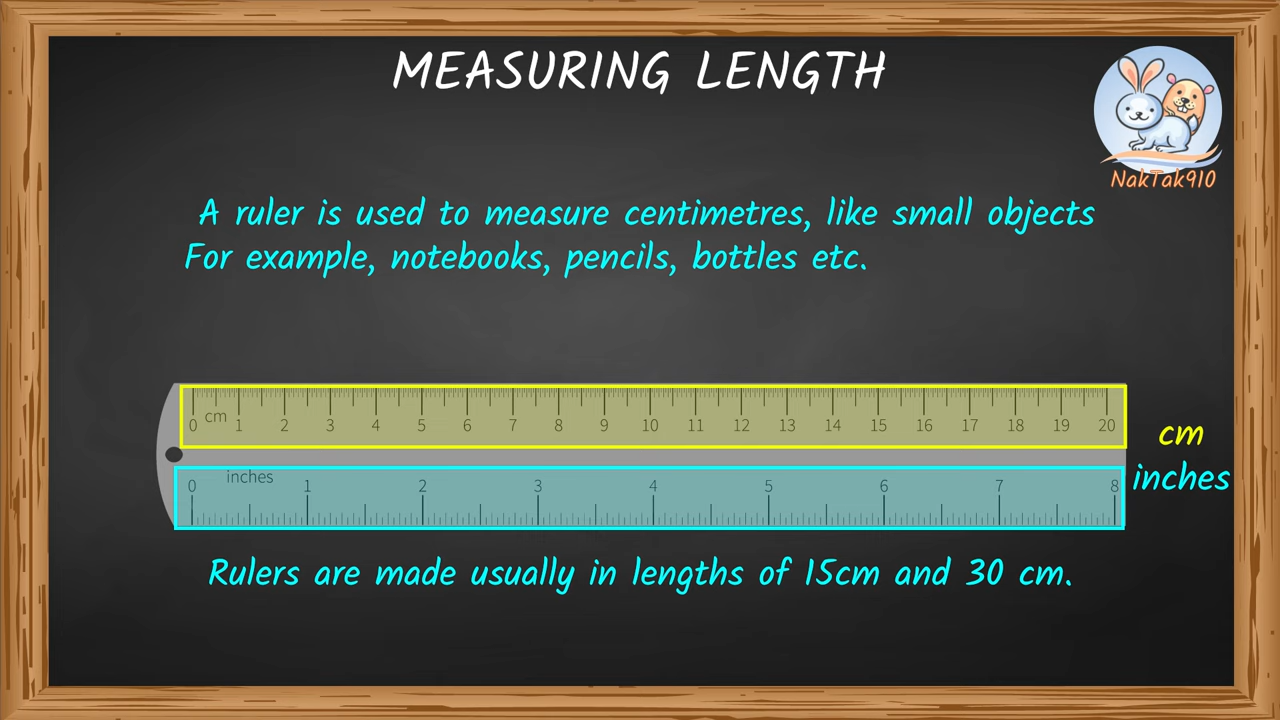 MEASURING LENGTH
NakTak910
A ruler is used to measure centimetres, like small objects
For example, notebooks, pencils, bottles etc.
cm
0 1 2 3 4 5 6 7 8 9 10 11 12 13 14 15 16 17 18 19 20
cm
inches
0 1 2 3 4 5 6 7 8
inches
Rulers are made usually in lengths of 15cm and 30 cm.